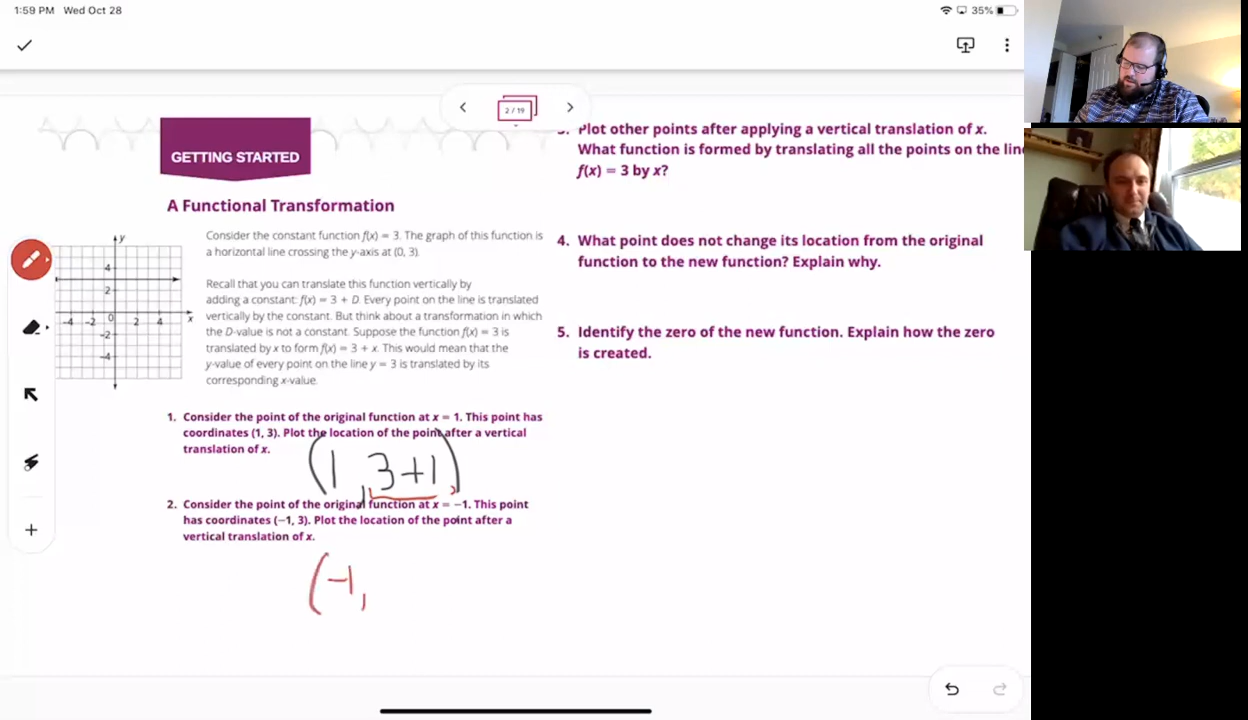 1:59 PM Wed Oct 28
35%
2 / 19
GETTING STARTED
A Functional Transformation
Consider the constant function f(x) = 3. The graph of this function is
a horizontal line crossing the y-axis at (0, 3).
Recall that you can translate this function vertically by
adding a constant: f(x) = 3 + D. Every point on the line is translated
vertically by the constant. But think about a transformation in which
the D-value is not a constant. Suppose the function f(x) = 3 is
translated by x to form f(x) = 3 + x. This would mean that the
y-value of every point on the line y = 3 is translated by its
corresponding x-value.
y
4
2
-4 -2 0 2 4 x
-2
-4
1. Consider the point of the original function at x = 1. This point has
coordinates (1, 3). Plot the location of the point after a vertical
translation of x.
(1, 3+1)
2. Consider the point of the original function at x = −1. This point
has coordinates (−1, 3). Plot the location of the point after a
vertical translation of x.
(-1,
3. Plot other points after applying a vertical translation of x.
What function is formed by translating all the points on the line
f(x) = 3 by x?
4. What point does not change its location from the original
function to the new function? Explain why.
5. Identify the zero of the new function. Explain how the zero
is created.